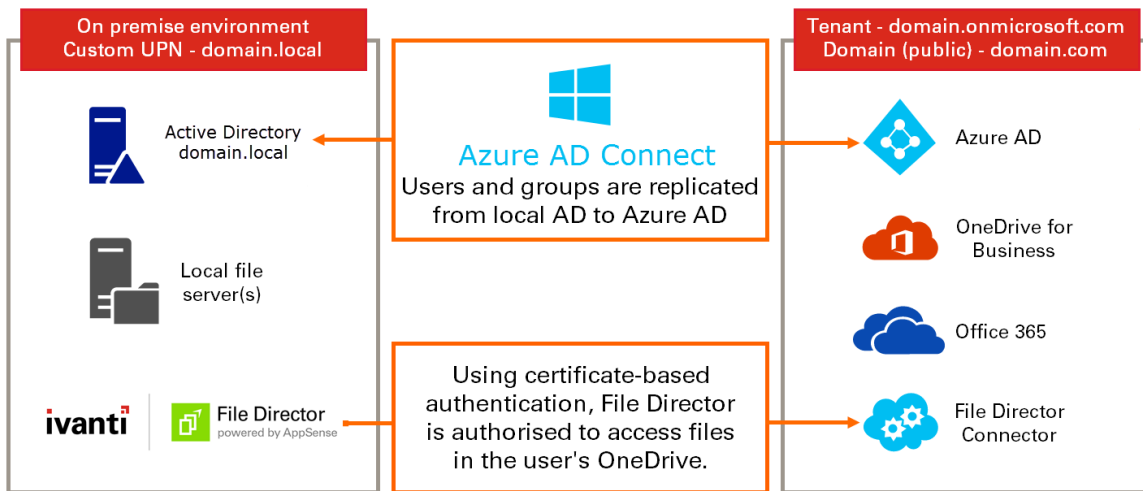 On premise environment
Custom UPN - domain.local
Active Directory
domain.local
Local file
server(s)
ivanti
File Director
powered by AppSense
Azure AD Connect
Users and groups are replicated
from local AD to Azure AD
Using certificate-based
authentication, File Director
is authorised to access files
in the user's OneDrive.
Tenant - domain.onmicrosoft.com
Domain (public) - domain.com
Azure AD
OneDrive for
Business
Office 365
File Director
Connector